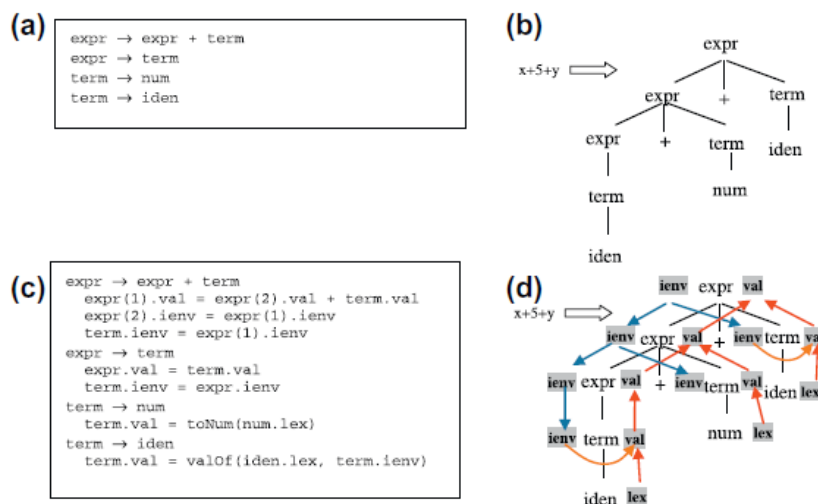 (a)
expr → expr + term
expr → term
term → num
term → iden
(b)
x+5+y
expr
expr + term
expr + term iden
term num
iden
(c)
expr → expr + term
expr(1).val = expr(2).val + term.val
expr(2).ienv = expr(1).ienv
term.ienv = expr(1).ienv
expr → term
expr.val = term.val
term.ienv = expr.ienv
term → num
term.val = toNum(num.lex)
term → iden
term.val = valOf(iden.lex, term.ienv)
(d)
x+5+y
ienv expr val
ienv expr val + ienv term val
ienv expr val + ienv term val iden lex
ienv term val num lex
iden lex